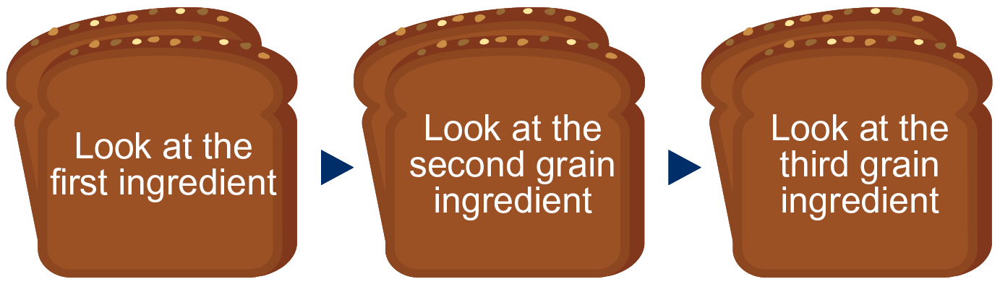 Look at the
first ingredient
Look at the
second grain
ingredient
Look at the
third grain
ingredient